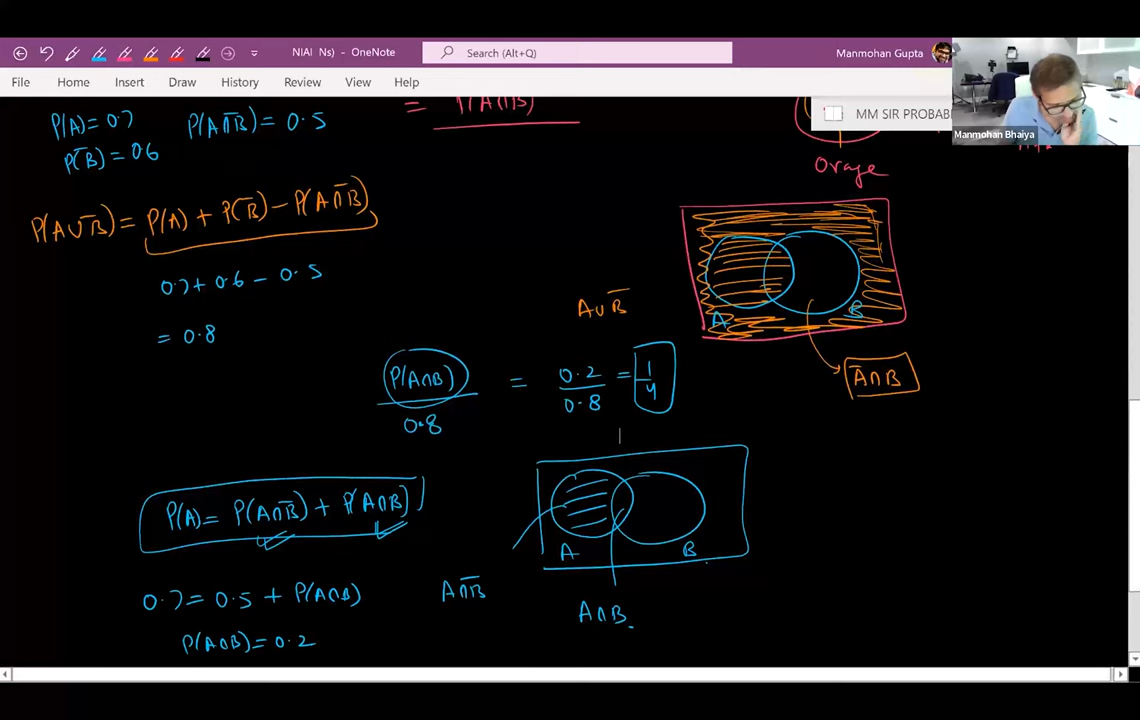 NIAI Ns) - OneNote
Search (Alt+Q)
Manmohan Gupta
File Home Insert Draw History Review View Help
MM SIR PROBABI
Manmohan Bhaiya
= P(A∩B)
P(A)=0.7 P(A∩B̅)=0.5
P(B̅)=0.6
Orage
P(A∪B̅)= P(A)+P(B̅)-P(A∩B̅)
0.7+0.6-0.5
= 0.8
A∪B̅
A B
A̅∩B
P(A∩B)/0.8 = 0.2/0.8 = 1/4
P(A)= P(A∩B̅)+P(A∩B)
A B
0.7=0.5+P(A∩B)
A∩B̅
A∩B
P(A∩B)=0.2